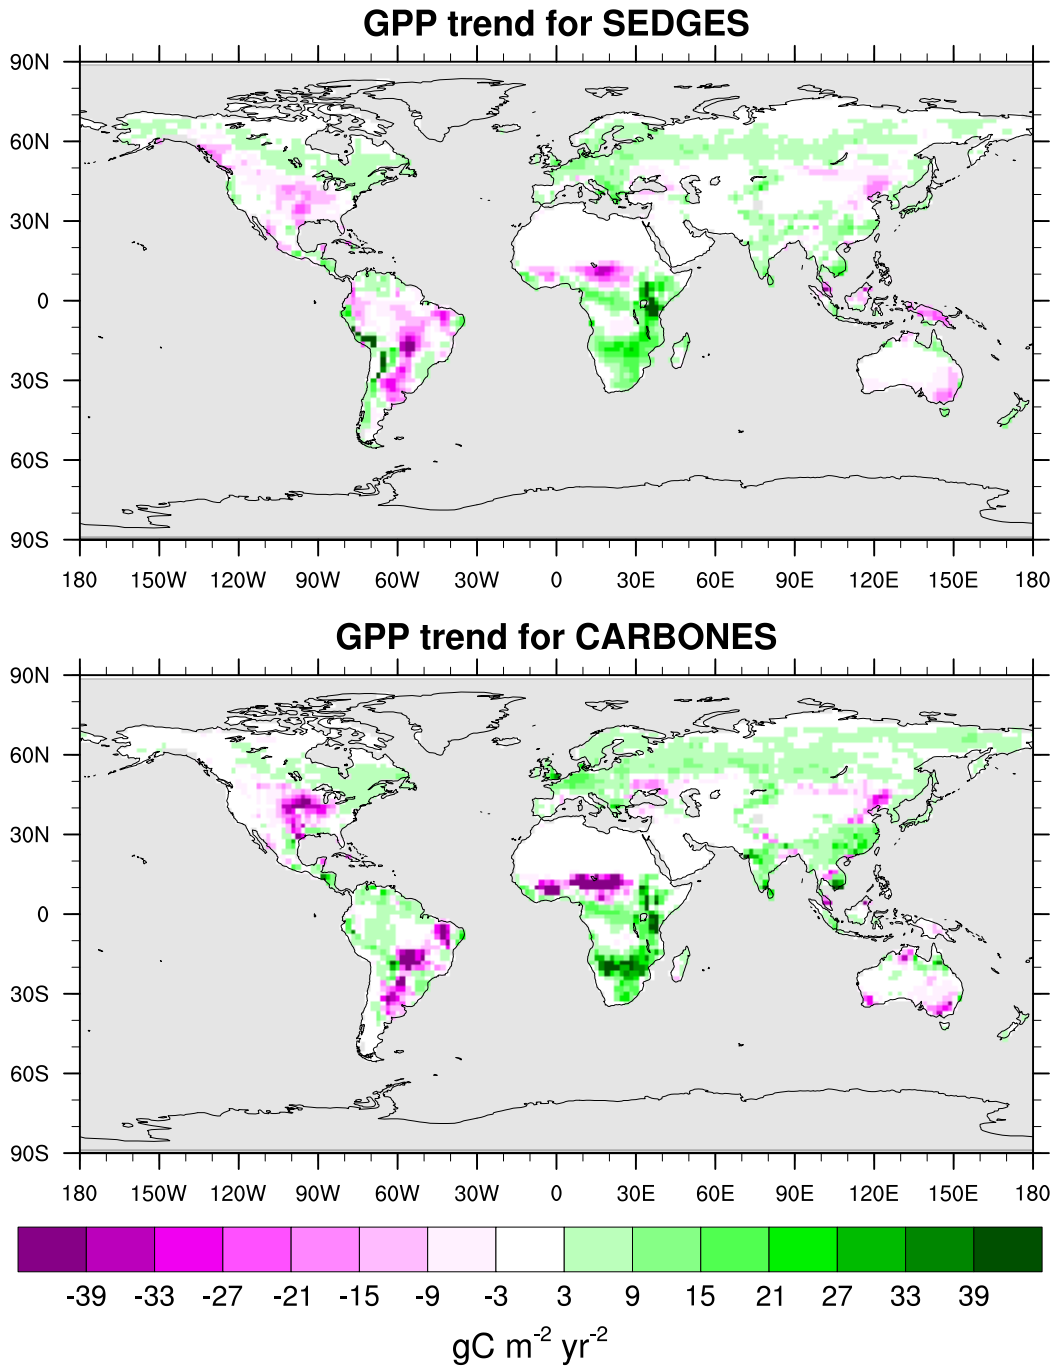 GPP trend for SEDGES
90N
60N
30N
0
30S
60S
90S
180 150W 120W 90W 60W 30W 0 30E 60E 90E 120E 150E 180
GPP trend for CARBONES
90N
60N
30N
0
30S
60S
90S
180 150W 120W 90W 60W 30W 0 30E 60E 90E 120E 150E 180
-39 -33 -27 -21 -15 -9 -3 3 9 15 21 27 33 39
gC m⁻² yr⁻²